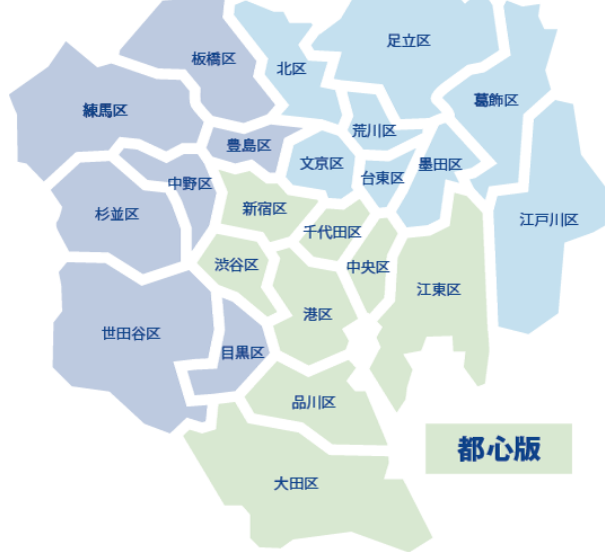 足立区
板橋区
北区
葛飾区
練馬区
荒川区
豊島区
文京区
墨田区
台東区
中野区
新宿区
杉並区
江戸川区
千代田区
渋谷区
中央区
江東区
港区
世田谷区
目黒区
品川区
都心版
大田区